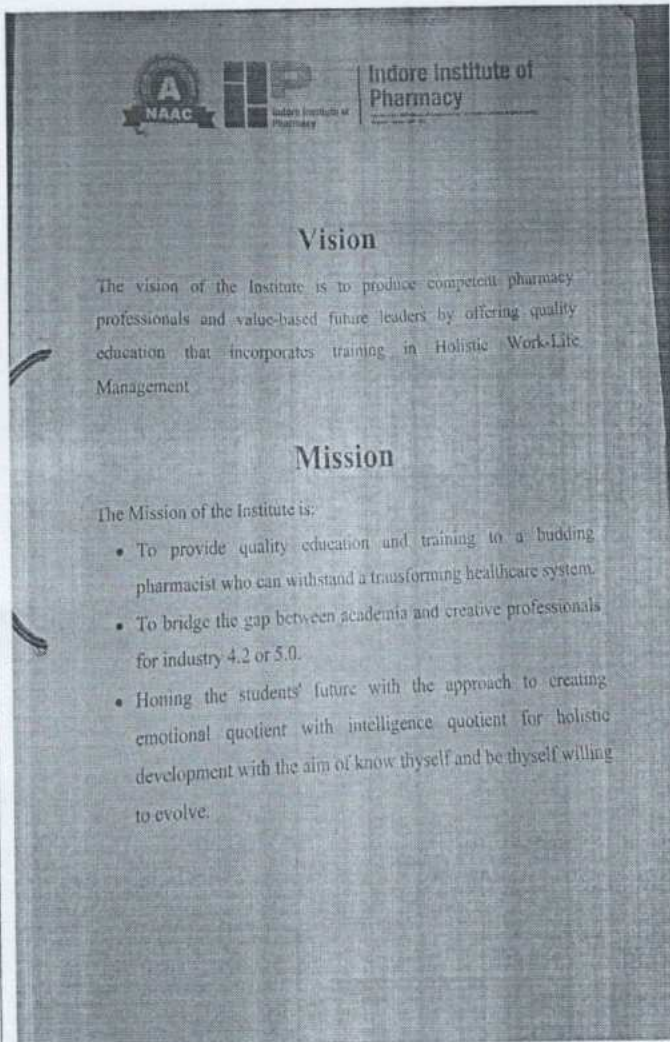 A
NAAC
Indore Institute of
Pharmacy
Indore Institute of
Pharmacy
Vision
The vision of the Institute is to produce competent pharmacy
professionals and value-based future leaders by offering quality
education that incorporates training in Holistic Work-Life
Management
Mission
The Mission of the Institute is:
• To provide quality education and training to a budding
pharmacist who can withstand a transforming healthcare system.
• To bridge the gap between academia and creative professionals
for industry 4.2 or 5.0.
• Honing the students' future with the approach to creating
emotional quotient with intelligence quotient for holistic
development with the aim of know thyself and be thyself willing
to evolve.